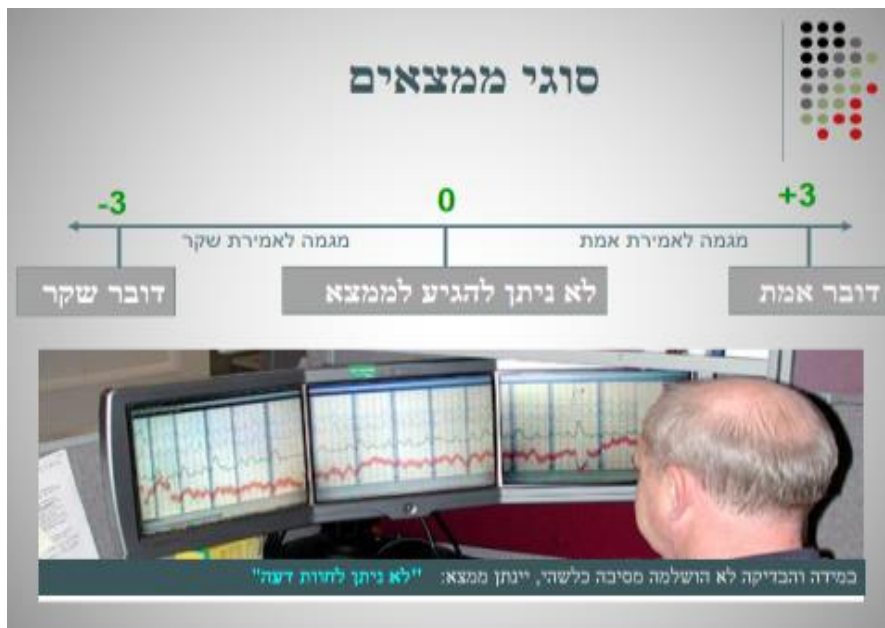 סוגי ממצאים
+3
0
-3
מגמה לאמירת אמת
מגמה לאמירת שקר
דובר אמת
לא ניתן להגיע לממצא
דובר שקר
במידה והבדיקה לא הושלמה מסיבה כלשהי, יינתן ממצא: "לא ניתן לחוות דעה"